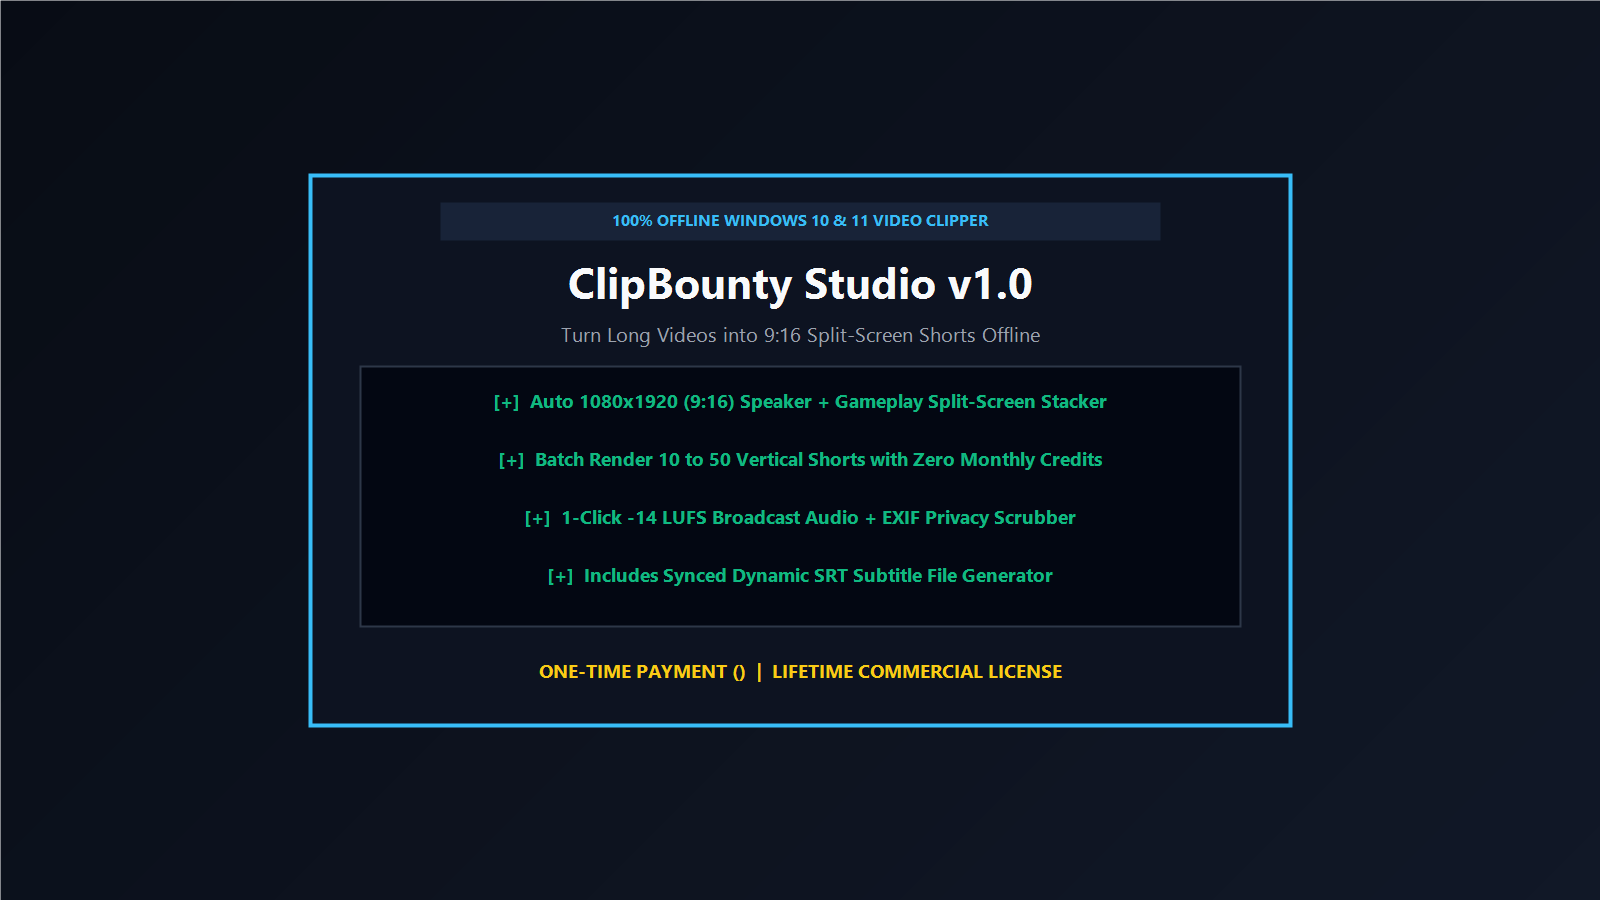 100% OFFLINE WINDOWS 10 & 11 VIDEO CLIPPER
ClipBounty Studio v1.0
Turn Long Videos into 9:16 Split-Screen Shorts Offline
[+] Auto 1080x1920 (9:16) Speaker + Gameplay Split-Screen Stacker
[+] Batch Render 10 to 50 Vertical Shorts with Zero Monthly Credits
[+] 1-Click -14 LUFS Broadcast Audio + EXIF Privacy Scrubber
[+] Includes Synced Dynamic SRT Subtitle File Generator
ONE-TIME PAYMENT () | LIFETIME COMMERCIAL LICENSE